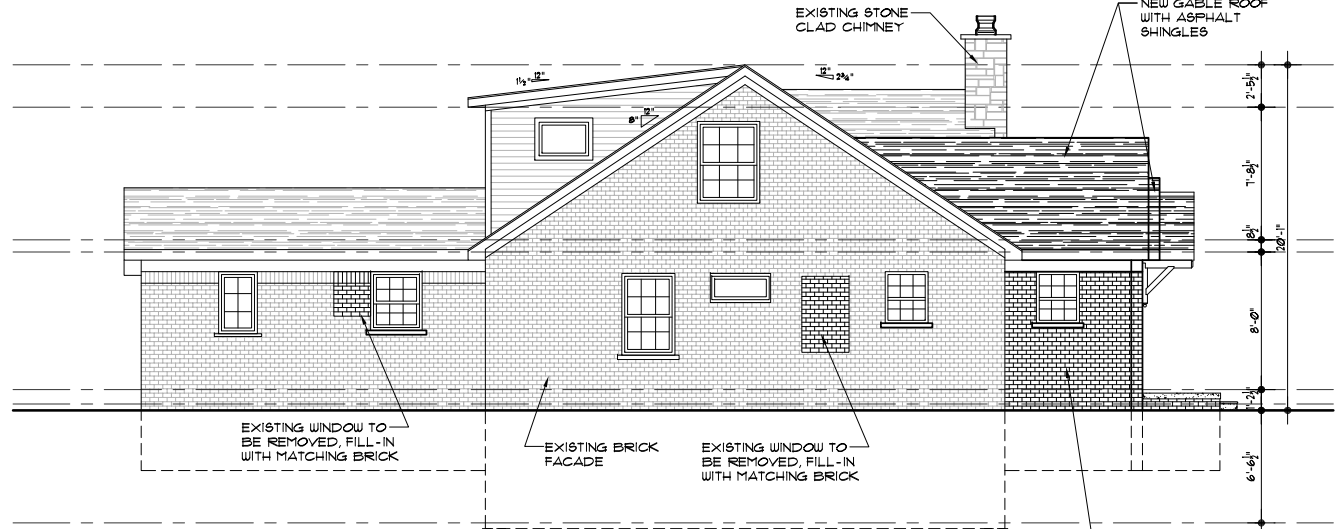 EXISTING STONE
CLAD CHIMNEY
NEW GABLE ROOF
WITH ASPHALT
SHINGLES
12"
1½"
12"
2¾"
12"
8"
2'-5½"
7'-8½"
8½"
20'-1"
8'-0"
1'-2½"
6'-6½"
EXISTING WINDOW TO
BE REMOVED, FILL-IN
WITH MATCHING BRICK
EXISTING BRICK
FACADE
EXISTING WINDOW TO
BE REMOVED, FILL-IN
WITH MATCHING BRICK